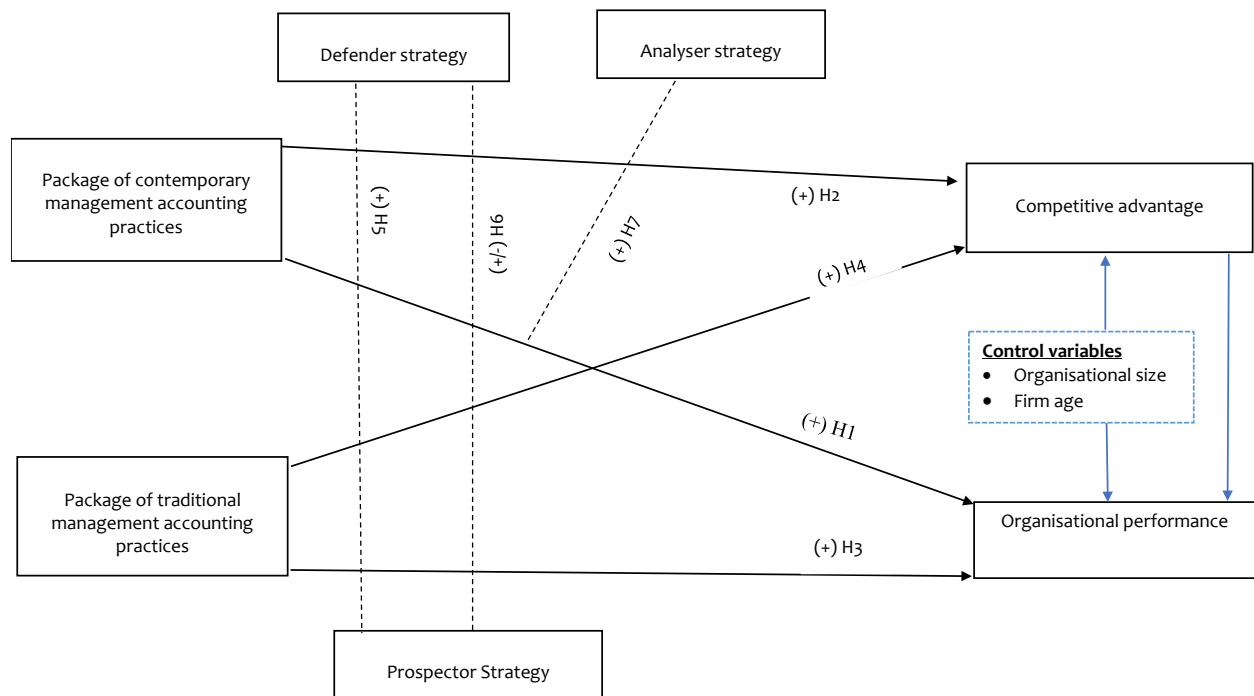 Defender strategy
Analyser strategy
Package of contemporary
management accounting
practices
(+) H5
H6 (+/-)
(+) H7
(+) H2
Competitive advantage
(+) H4
Control variables
• Organisational size
• Firm age
(+) H1
Package of traditional
management accounting
practices
Organisational performance
(+) H3
Prospector Strategy